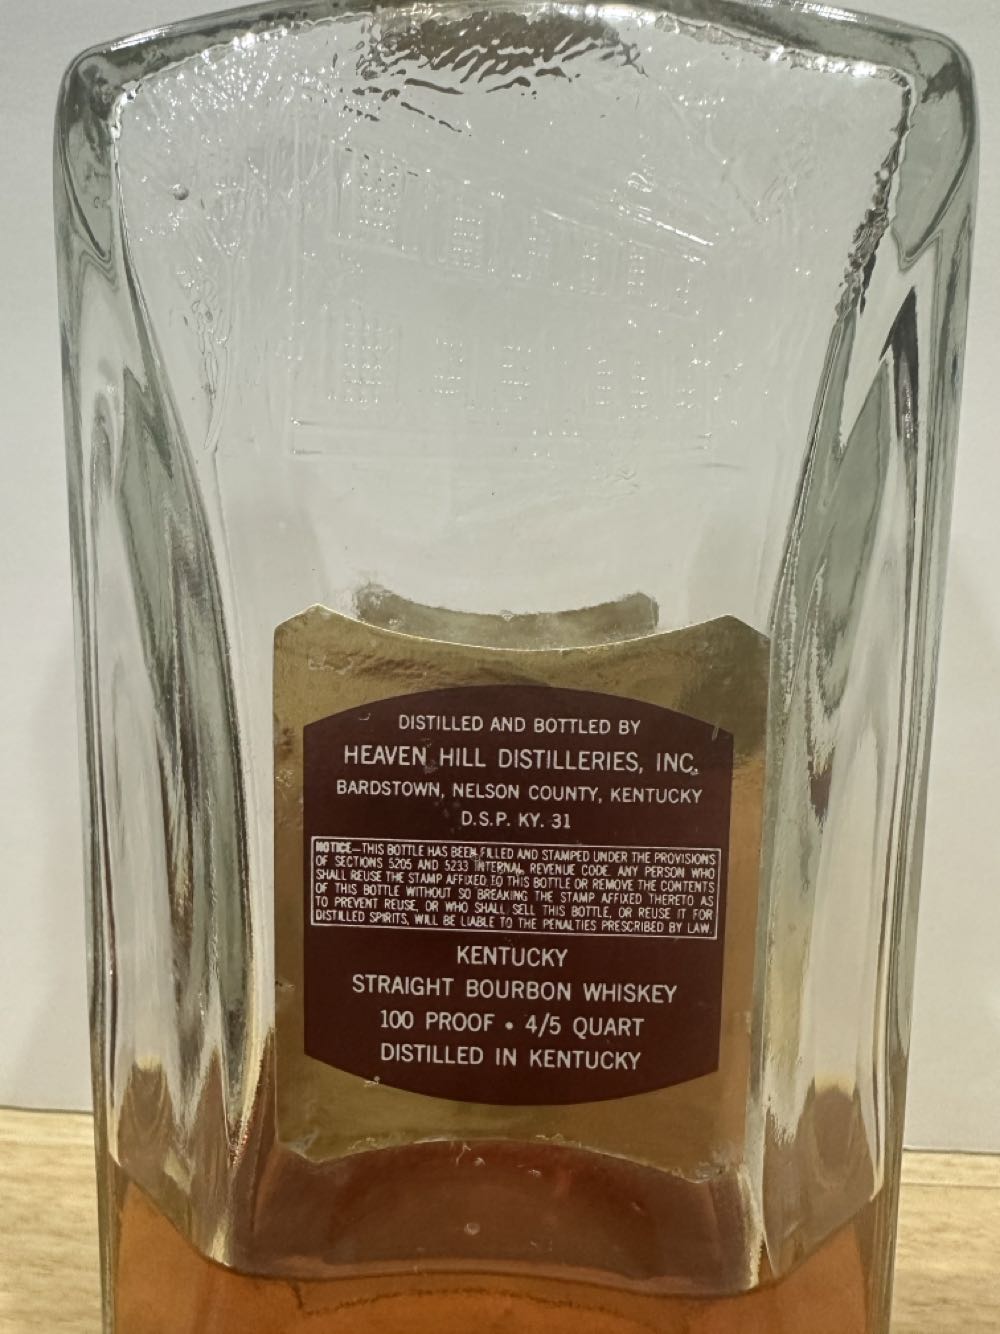 DISTILLED AND BOTTLED BY
HEAVEN HILL DISTILLERIES, INC.
BARDSTOWN, NELSON COUNTY, KENTUCKY
D.S.P. KY. 31
NOTICE—THIS BOTTLE HAS BEEN FILLED AND STAMPED UNDER THE PROVISIONS
OF SECTIONS 5205 AND 5233 INTERNAL REVENUE CODE. ANY PERSON WHO
SHALL REUSE THE STAMP AFFIXED TO THIS BOTTLE OR REMOVE THE CONTENTS
OF THIS BOTTLE WITHOUT SO BREAKING THE STAMP AFFIXED THERETO AS
TO PREVENT REUSE, OR WHO SHALL SELL THIS BOTTLE, OR REUSE IT FOR
DISTILLED SPIRITS, WILL BE LIABLE TO THE PENALTIES PRESCRIBED BY LAW.
KENTUCKY
STRAIGHT BOURBON WHISKEY
100 PROOF • 4/5 QUART
DISTILLED IN KENTUCKY